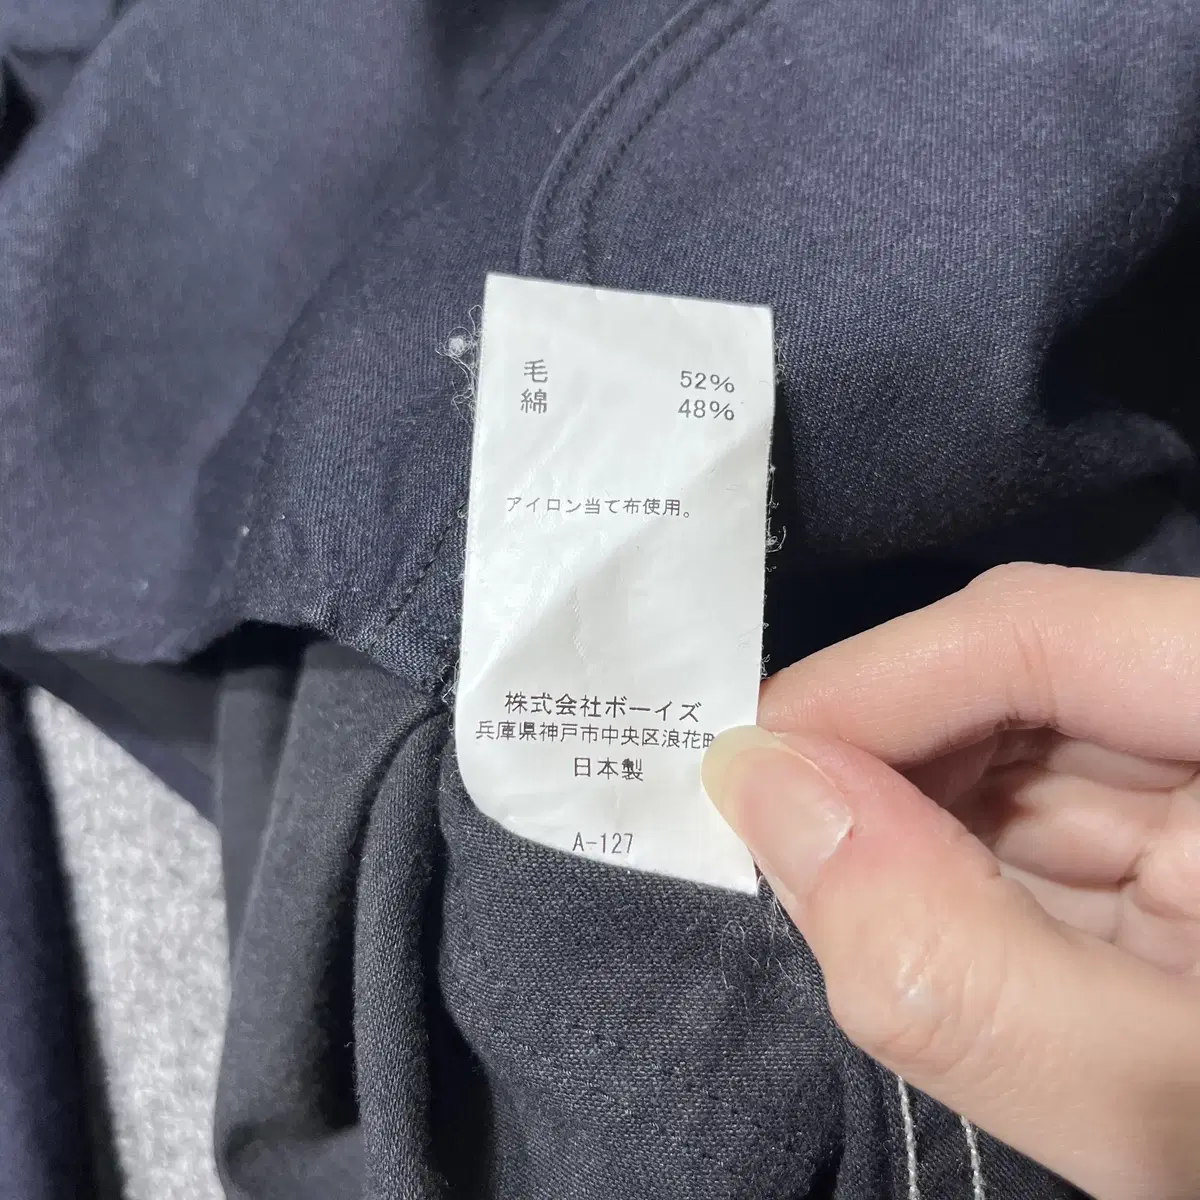 毛 52%
綿 48%
アイロン当て布使用。
株式会社ボーイズ
兵庫県神戸市中央区浪花町
日本製
A-127